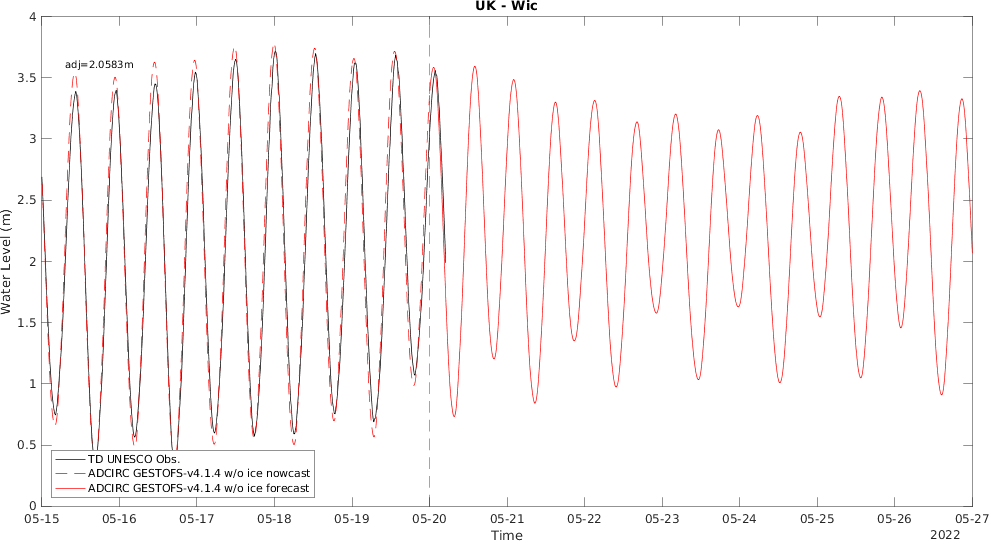 UK - Wic
4
adj=2.0583m
3.5
3
2.5
2
1.5
1
0.5
0
Water Level (m)
TD UNESCO Obs.
ADCIRC GESTOFS-v4.1.4 w/o ice nowcast
ADCIRC GESTOFS-v4.1.4 w/o ice forecast
05-15 05-16 05-17 05-18 05-19 05-20 05-21 05-22 05-23 05-24 05-25 05-26 05-27
Time
2022